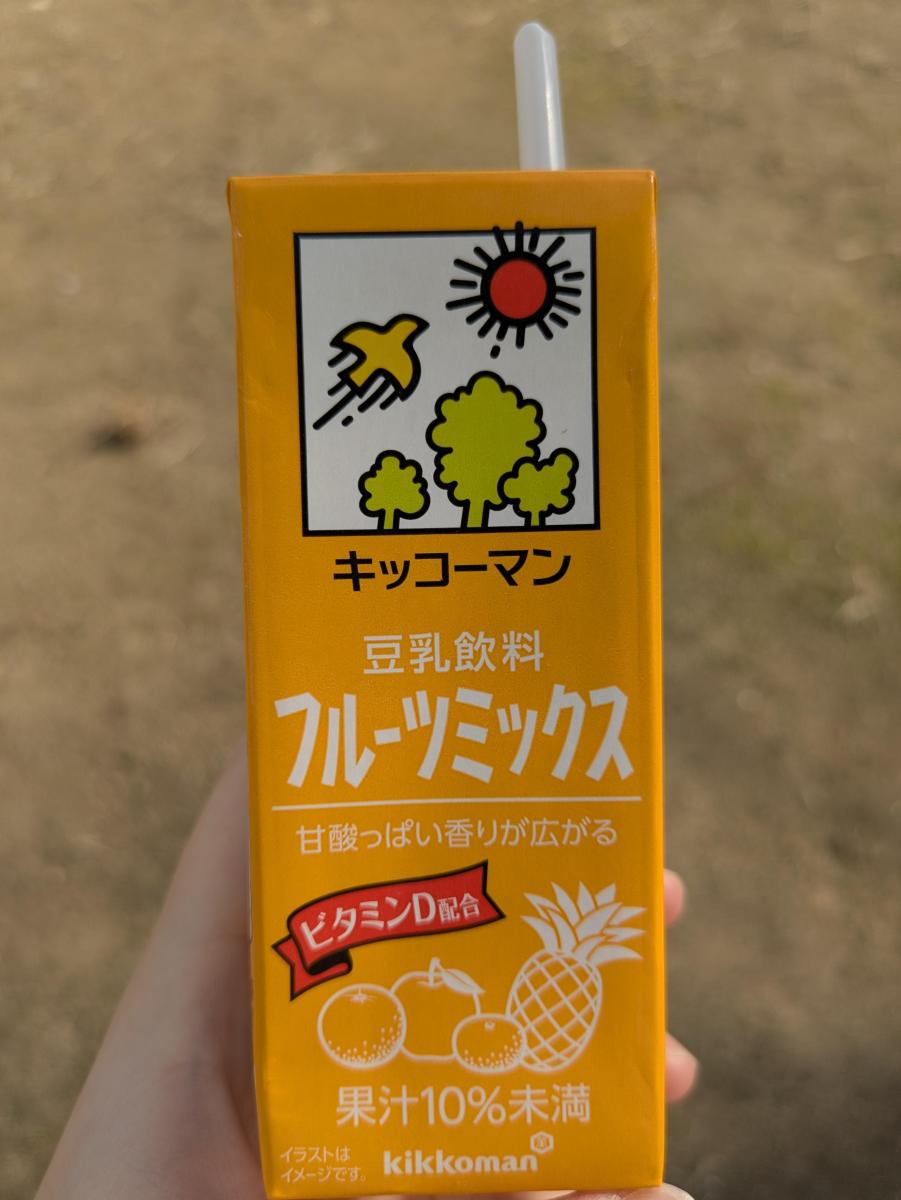 キッコーマン
豆乳飲料
フルーツミックス
甘酸っぱい香りが広がる
ビタミンD配合
果汁10%未満
イラストは
イメージです。
kikkoman